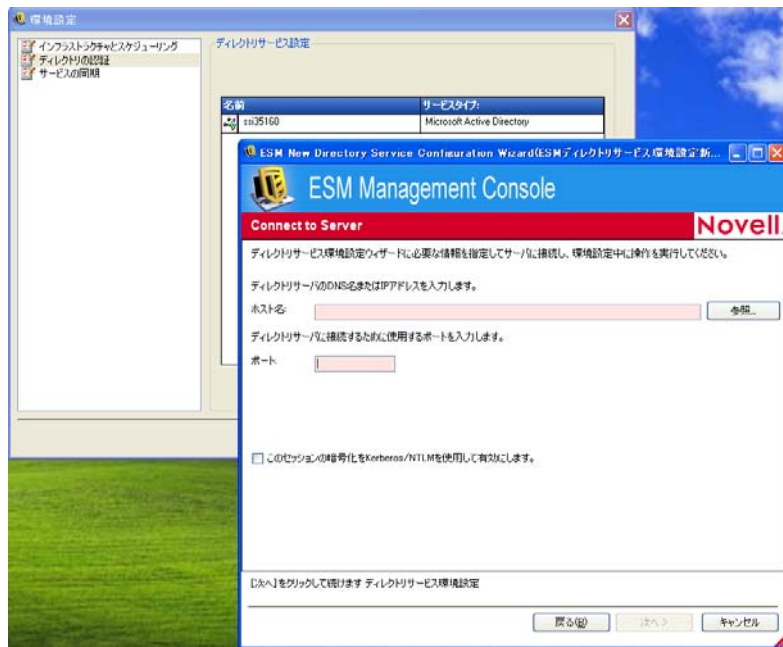 環境設定
インフラストラクチャとスケジューリング
ディレクトリの認証
サービスの同期
ディレクトリサービス設定
名前 サービスタイプ:
ssi35160 Microsoft Active Directory
ESM New Directory Service Configuration Wizard(ESMディレクトリサービス環境設定新...
ESM Management Console
Connect to Server
Novell
ディレクトリサービス環境設定ウィザードに必要な情報を指定してサーバに接続し、環境設定中に操作を実行してください。
ディレクトリサーバのDNS名またはIPアドレスを入力します。
ホスト名:
参照...
ディレクトリサーバに接続するために使用するポートを入力します。
ポート:
このセッションの暗号化をKerberos/NTLMを使用して有効にします。
[次へ]をクリックして続けます ディレクトリサービス環境設定
戻る(B) 次へ > キャンセル